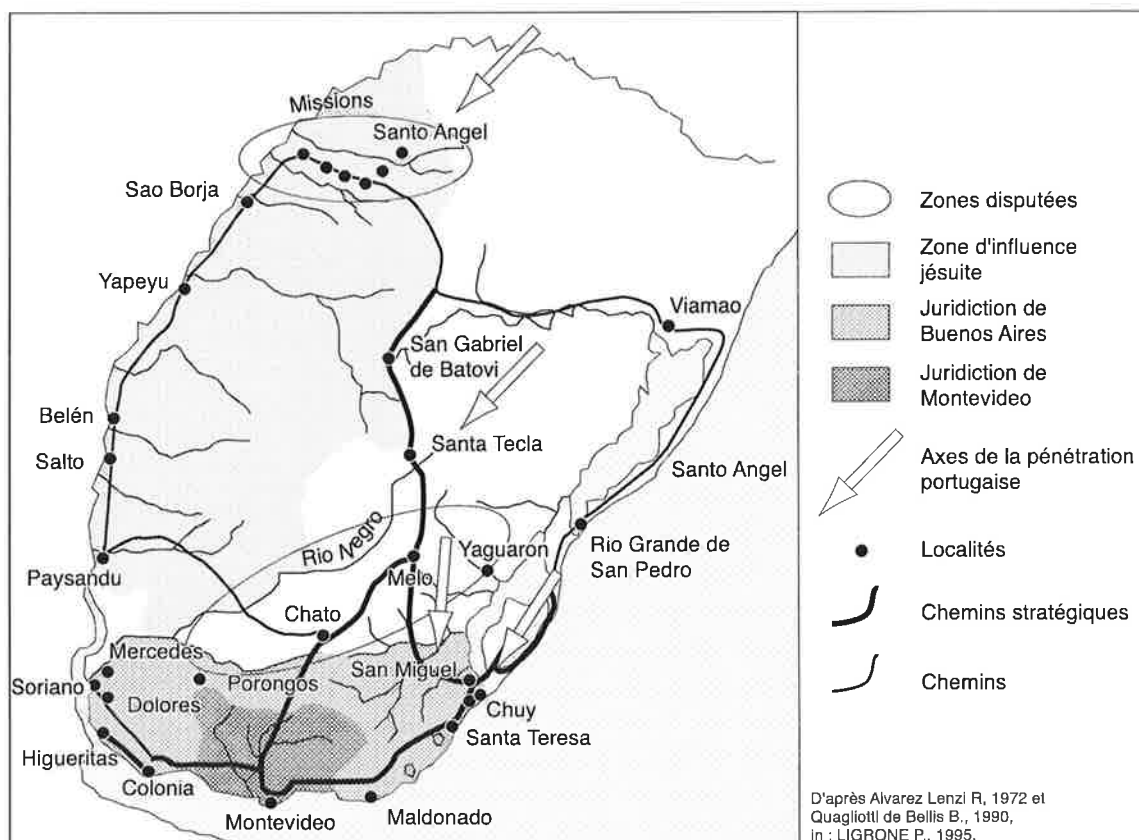 Missions
Santo Angel
Sao Borja
Yapeyu
Viamao
San Gabriel
de Batovi
Belén
Santa Tecla
Salto
Santo Angel
Rio Negro
Rio Grande de
San Pedro
Paysandu
Melo
Yaguarón
Chato
Mercedes
San Miguel
Soriano
Porongos
Dolores
Chuy
Santa Teresa
Higueritas
Colonia
Montevideo
Maldonado
Zones disputées
Zone d'influence
jésuite
Juridiction de
Buenos Aires
Juridiction de
Montevideo
Axes de la pénétration
portugaise
Localités
Chemins stratégiques
Chemins
D'après Alvarez Lenzi R, 1972 et
Quagliotti de Bellis B., 1990,
in : LIGRONE P., 1995.